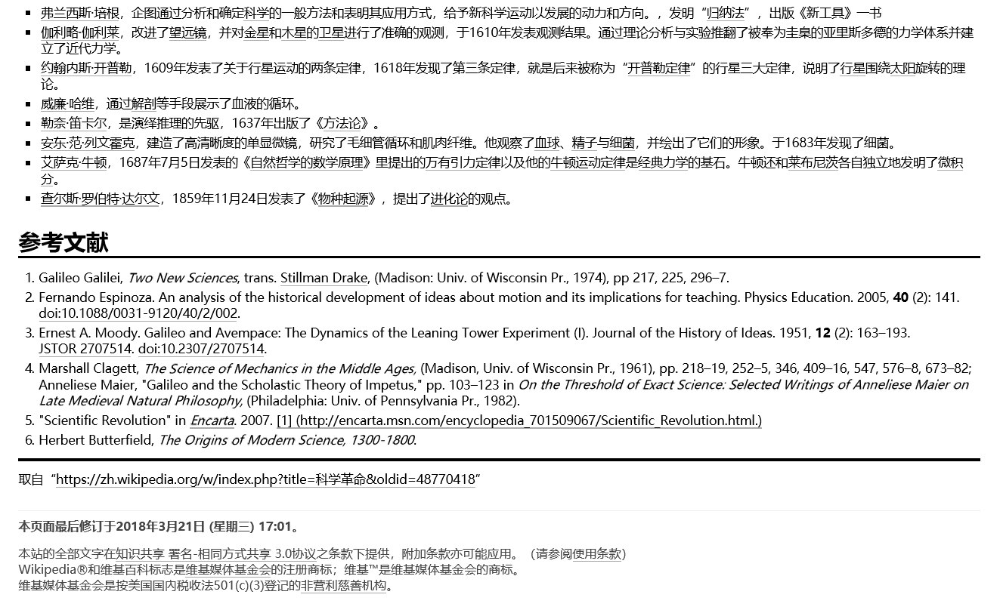 弗兰西斯·培根，企图通过分析和确定科学的一般方法和表明其应用方式，给予新科学运动以发展的动力和方向。，发明“归纳法”，出版《新工具》一书
伽利略·伽利莱，改进了望远镜，并对金星和木星的卫星进行了准确的观测，于1610年发表观测结果。通过理论分析与实验推翻了被奉为圭臬的亚里斯多德的力学体系并建
立了近代力学。
约翰内斯·开普勒，1609年发表了关于行星运动的两条定律，1618年发现了第三条定律，就是后来被称为“开普勒定律”的行星三大定律，说明了行星围绕太阳旋转的理
论。
威廉·哈维，通过解剖等手段展示了血液的循环。
勒奈·笛卡尔，是演绎推理的先驱，1637年出版了《方法论》。
安东·范·列文霍克，建造了高清晰度的单显微镜，研究了毛细管循环和肌肉纤维。他观察了血球、精子与细菌，并绘出了它们的形象。于1683年发现了细菌。
艾萨克·牛顿，1687年7月5日发表的《自然哲学的数学原理》里提出的万有引力定律以及他的牛顿运动定律是经典力学的基石。牛顿还和莱布尼茨各自独立地发明了微积
分。
查尔斯·罗伯特·达尔文，1859年11月24日发表了《物种起源》，提出了进化论的观点。
参考文献
1. Galileo Galilei, Two New Sciences, trans. Stillman Drake, (Madison: Univ. of Wisconsin Pr., 1974), pp 217, 225, 296–7.
2. Fernando Espinoza. An analysis of the historical development of ideas about motion and its implications for teaching. Physics Education. 2005, 40 (2): 141.
doi:10.1088/0031-9120/40/2/002.
3. Ernest A. Moody. Galileo and Avempace: The Dynamics of the Leaning Tower Experiment (I). Journal of the History of Ideas. 1951, 12 (2): 163–193.
JSTOR 2707514. doi:10.2307/2707514.
4. Marshall Clagett, The Science of Mechanics in the Middle Ages, (Madison, Univ. of Wisconsin Pr., 1961), pp. 218–19, 252–5, 346, 409–16, 547, 576–8, 673–82;
Anneliese Maier, "Galileo and the Scholastic Theory of Impetus," pp. 103–123 in On the Threshold of Exact Science: Selected Writings of Anneliese Maier on
Late Medieval Natural Philosophy, (Philadelphia: Univ. of Pennsylvania Pr., 1982).
5. "Scientific Revolution" in Encarta. 2007. [1] (http://encarta.msn.com/encyclopedia_701509067/Scientific_Revolution.html.)
6. Herbert Butterfield, The Origins of Modern Science, 1300-1800.
取自“https://zh.wikipedia.org/w/index.php?title=科学革命&oldid=48770418”
本页面最后修订于2018年3月21日 (星期三) 17:01。
本站的全部文字在知识共享 署名-相同方式共享 3.0协议之条款下提供，附加条款亦可能应用。（请参阅使用条款）
Wikipedia®和维基百科标志是维基媒体基金会的注册商标；维基™是维基媒体基金会的商标。
维基媒体基金会是按美国国内税收法501(c)(3)登记的非营利慈善机构。